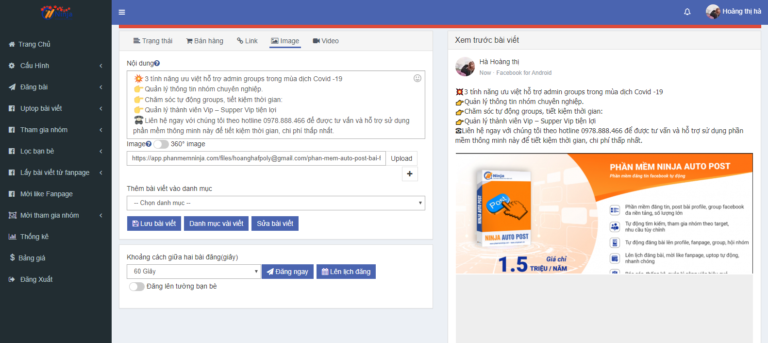 Hoàng thị hà
Trang Chủ
Cấu Hình
Đăng bài
Uptop bài viết
Tham gia nhóm
Lọc bạn bè
Lấy bài viết từ fanpage
Mời like Fanpage
Mời tham gia nhóm
Thống kê
Bảng giá
Đăng Xuất
Trạng thái
Bán hàng
Link
Image
Video
Nội dung
💥 3 tính năng ưu việt hỗ trợ admin groups trong mùa dịch Covid -19
👉 Quản lý thông tin nhóm chuyên nghiệp.
👉 Chăm sóc tự động groups, tiết kiệm thời gian:
👉 Quản lý thành viên Vip – Supper Vip tiện lợi
☎Liên hệ ngay với chúng tôi theo hotline 0978.888.466 để được tư vấn và hỗ trợ sử dụng
phần mềm thông minh này để tiết kiệm thời gian, chi phí thấp nhất.
Image 360° image
https://app.phanmemninja.com/files/hoanghafpoly@gmail.com/phan-mem-auto-post-bai-f
Upload
+
Thêm bài viết vào danh mục
-- Chọn danh mục --
Lưu bài viết
Danh mục vài viết
Sửa bài viết
Khoảng cách giữa hai bài đăng(giây)
60 Giây
Đăng ngay
Lên lịch đăng
Đăng lên tường bạn bè
Xem trước bài viết
Hà Hoàng thị
Now · Facebook for Android
💥3 tính năng ưu việt hỗ trợ admin groups trong mùa dịch Covid -19
👉Quản lý thông tin nhóm chuyên nghiệp.
👉Chăm sóc tự động groups, tiết kiệm thời gian:
👉Quản lý thành viên Vip – Supper Vip tiện lợi
☎Liên hệ ngay với chúng tôi theo hotline 0978.888.466 để được tư vấn và hỗ trợ sử dụng phần
mềm thông minh này để tiết kiệm thời gian, chi phí thấp nhất.
Ninja
PHẦN MỀM NINJA AUTO POST
Phần mềm đăng tin facebook tự động
Post
NINJA AUTO POST
Giá chỉ
1.5 TRIỆU / NĂM
Phần mềm đăng tin, post bài profile, group facebook
đa nền tảng, số lượng lớn
Tự động tìm kiếm, tham gia nhóm theo target,
nhu cầu tùy chỉnh
Tự động đăng bài lên profile, fanpage, group, hội nhóm
Lên lịch đăng bài, mời like fanpage, uptop tự động,
nhanh chóng